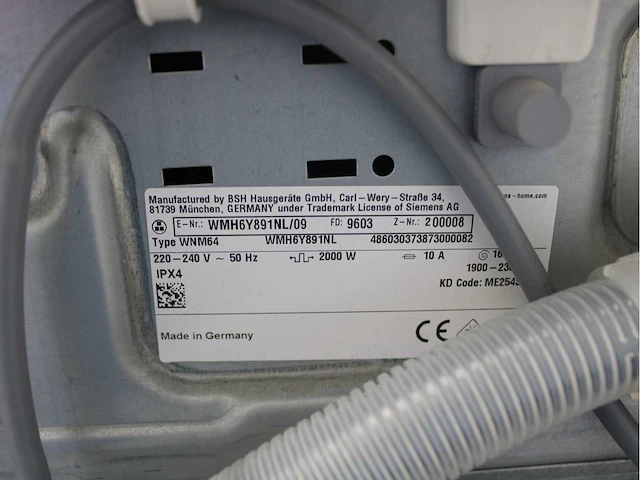 Manufactured by BSH Hausgeräte GmbH, Carl-Wery-Straße 34,
81739 München, GERMANY under Trademark License of Siemens AG
E-Nr.: WMH6Y891NL/09 FD: 9603 Z-Nr.: 200008
Type WNM64 WMH6Y891NL 486030373873000082
220-240 V ~ 50 Hz 2000 W 10 A
IPX4
KD Code:
Made in Germany CE